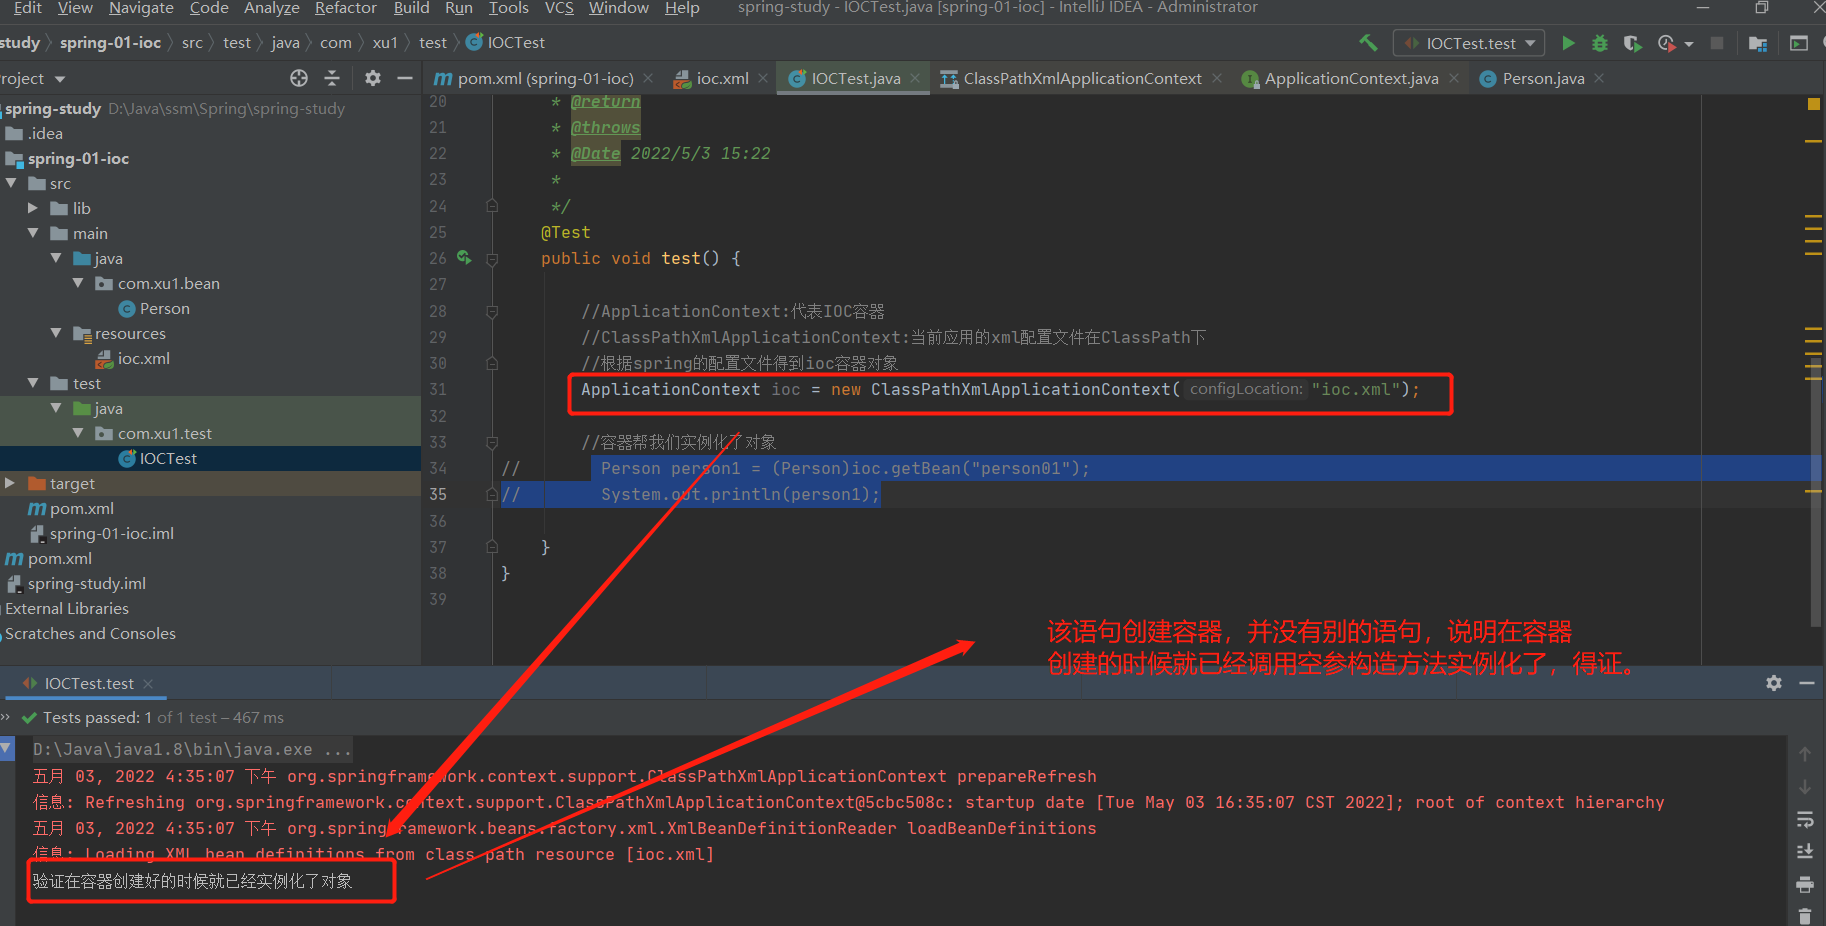 Edit View Navigate Code Analyze Refactor Build Run Tools VCS Window Help spring-study - IOCTest.java [spring-01-ioc] - IntelliJ IDEA - Administrator
study spring-01-ioc src test java com xu1 test IOCTest IOCTest.test
roject pom.xml (spring-01-ioc) ioc.xml IOCTest.java ClassPathXmlApplicationContext ApplicationContext.java Person.java
spring-study D:\Java\ssm\Spring\spring-study
.idea
spring-01-ioc
src
lib
main
java
com.xu1.bean
Person
resources
ioc.xml
test
java
com.xu1.test
IOCTest
target
pom.xml
spring-01-ioc.iml
pom.xml
spring-study.iml
External Libraries
Scratches and Consoles
20 * @return
21 * @throws
22 * @Date 2022/5/3 15:22
23 *
24 */
25 @Test
26 public void test() {
27
28 //ApplicationContext:代表IOC容器
29 //ClassPathXmlApplicationContext:当前应用的xml配置文件在ClassPath下
30 //根据spring的配置文件得到ioc容器对象
31 ApplicationContext ioc = new ClassPathXmlApplicationContext( configLocation: "ioc.xml");
32
33 //容器帮我们实例化了对象
34 // Person person1 = (Person)ioc.getBean("person01");
35 // System.out.println(person1);
36
37 }
38 }
39
该语句创建容器，并没有别的语句，说明在容器
创建的时候就已经调用空参构造方法实例化了，得证。
IOCTest.test
Tests passed: 1 of 1 test – 467 ms
D:\Java\java1.8\bin\java.exe ...
五月 03, 2022 4:35:07 下午 org.springframework.context.support.ClassPathXmlApplicationContext prepareRefresh
信息: Refreshing org.springframework.context.support.ClassPathXmlApplicationContext@5cbc508c: startup date [Tue May 03 16:35:07 CST 2022]; root of context hierarchy
五月 03, 2022 4:35:07 下午 org.springframework.beans.factory.xml.XmlBeanDefinitionReader loadBeanDefinitions
信息: Loading XML bean definitions from class path resource [ioc.xml]
验证在容器创建好的时候就已经实例化了对象